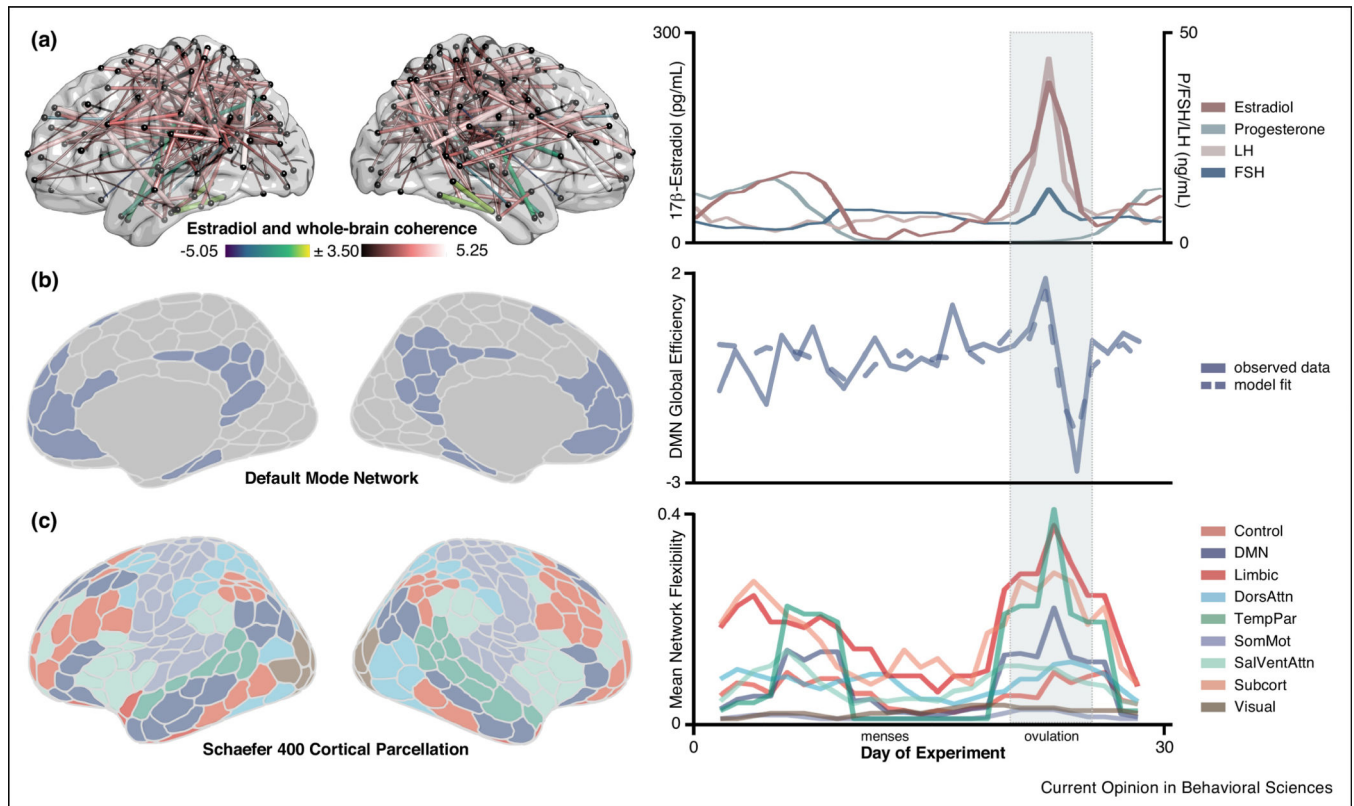 (a)
Estradiol and whole-brain coherence
-5.05 ± 3.50 5.25
300
0
17β-Estradiol (pg/mL)
50
0
P/FSH/LH (ng/mL)
Estradiol
Progesterone
LH
FSH
(b)
Default Mode Network
2
-3
DMN Global Efficiency
observed data
model fit
(c)
Schaefer 400 Cortical Parcellation
0.4
0
Mean Network Flexibility
menses
ovulation
0
Day of Experiment
30
Control
DMN
Limbic
DorsAttn
TempPar
SomMot
SalVentAttn
Subcort
Visual
Current Opinion in Behavioral Sciences